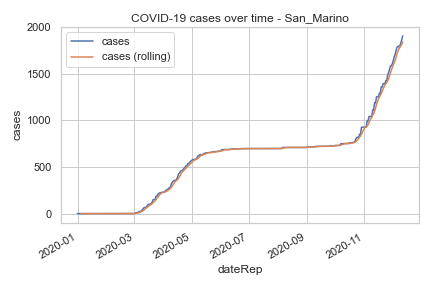 COVID-19 cases over time - San_Marino
cases
cases (rolling)
cases
2000
1500
1000
500
0
2020-01
2020-03
2020-05
2020-07
2020-09
2020-11
dateRep